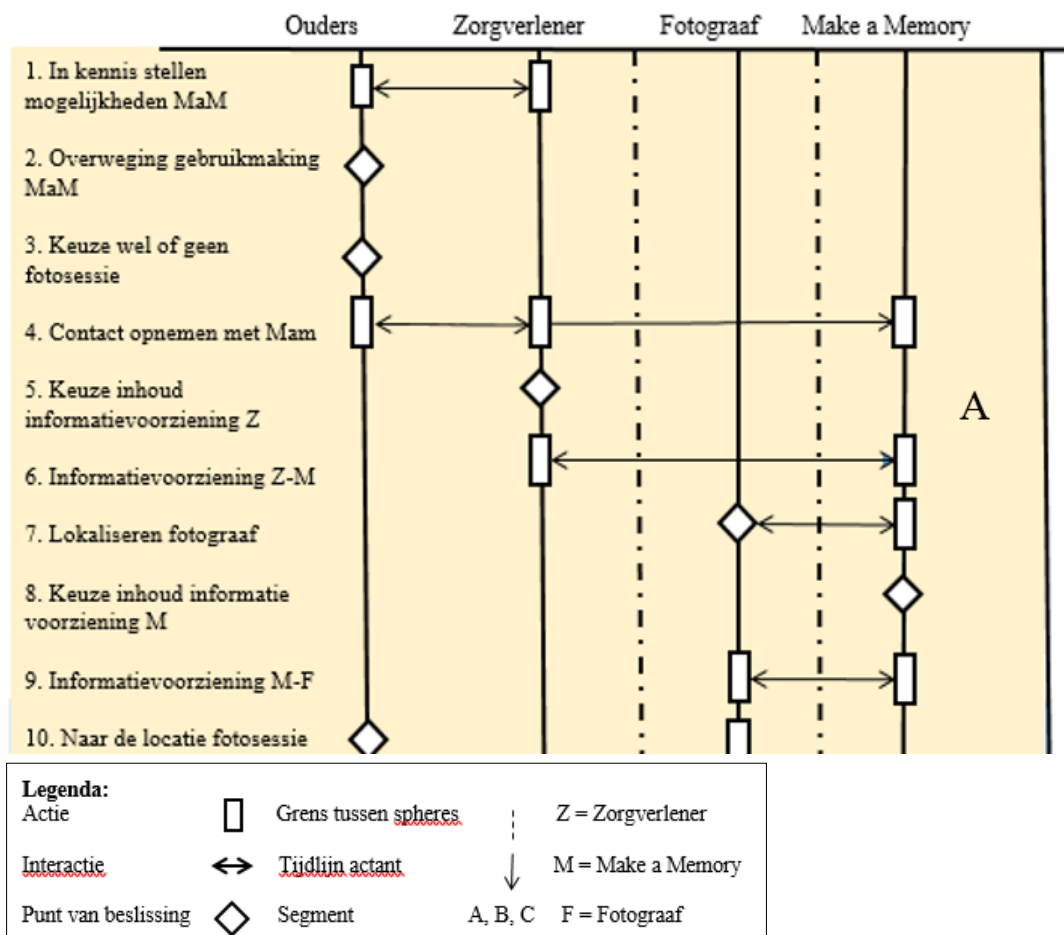 Ouders Zorgverlener Fotograaf Make a Memory
1. In kennis stellen
mogelijkheden MaM
2. Overweging gebruikmaking
MaM
3. Keuze wel of geen
fotosessie
4. Contact opnemen met Mam
5. Keuze inhoud
informatievoorziening Z
A
6. Informatievoorziening Z-M
7. Lokaliseren fotograaf
8. Keuze inhoud informatie
voorziening M
9. Informatievoorziening M-F
10. Naar de locatie fotosessie
Legenda:
Actie Grens tussen spheres Z = Zorgverlener
Interactie Tijdlijn actant M = Make a Memory
Punt van beslissing Segment A, B, C F = Fotograaf